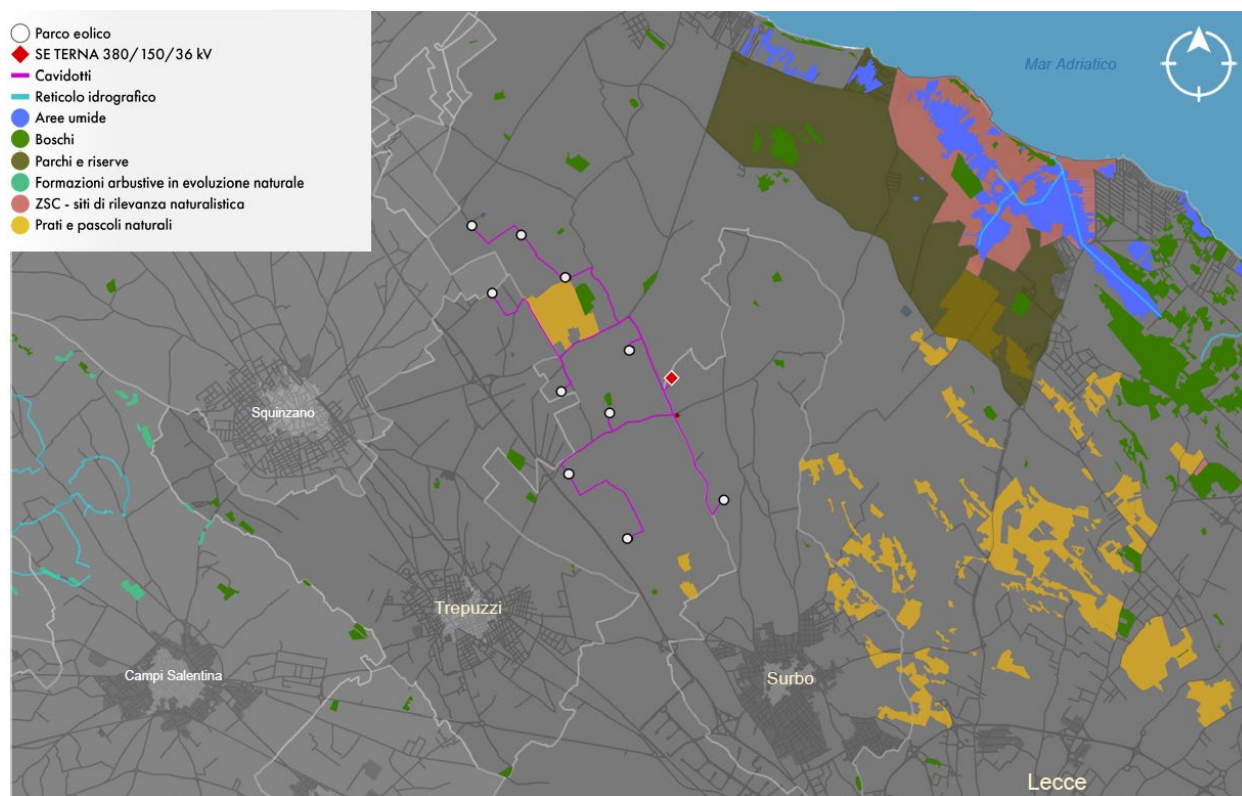 Parco eolico
SE TERNA 380/150/36 kV
Cavidotti
Reticolo idrografico
Aree umide
Boschi
Parchi e riserve
Formazioni arbustive in evoluzione naturale
ZSC - siti di rilevanza naturalistica
Prati e pascoli naturali
Mar Adriatico
Squinzano
Trepuzzi
Campi Salentina
Surbo
Lecce